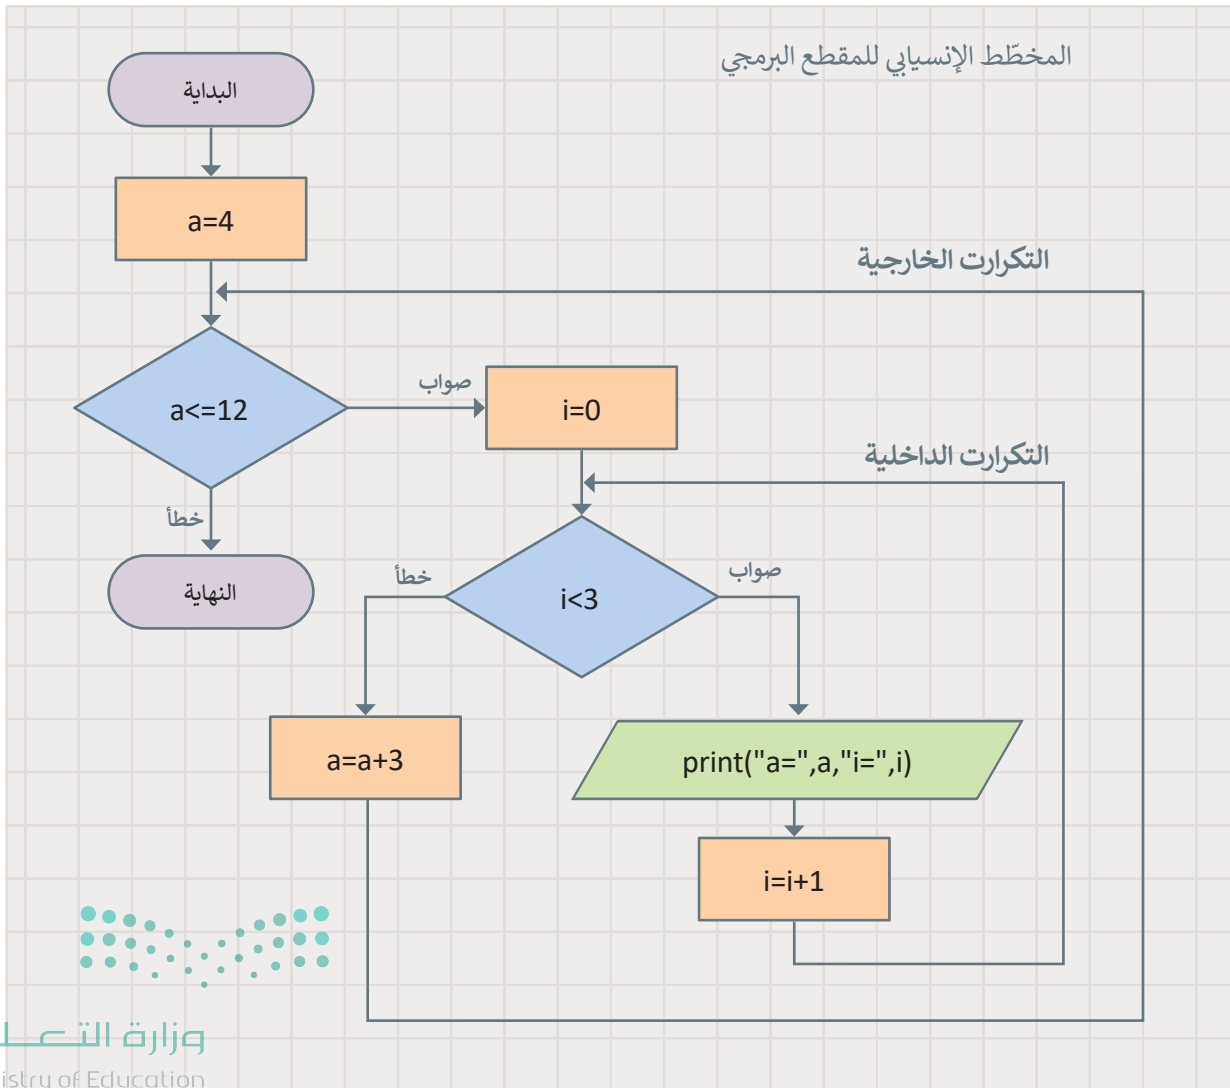 المخطّط الإنسيابي للمقطع البرمجي
البداية
a=4
التكرارت الخارجية
a<=12
صواب
i=0
التكرارت الداخلية
خطأ
النهاية
i<3
خطأ
صواب
a=a+3
print("a=",a,"i=",i)
i=i+1
وزارة التعل
istry of Education